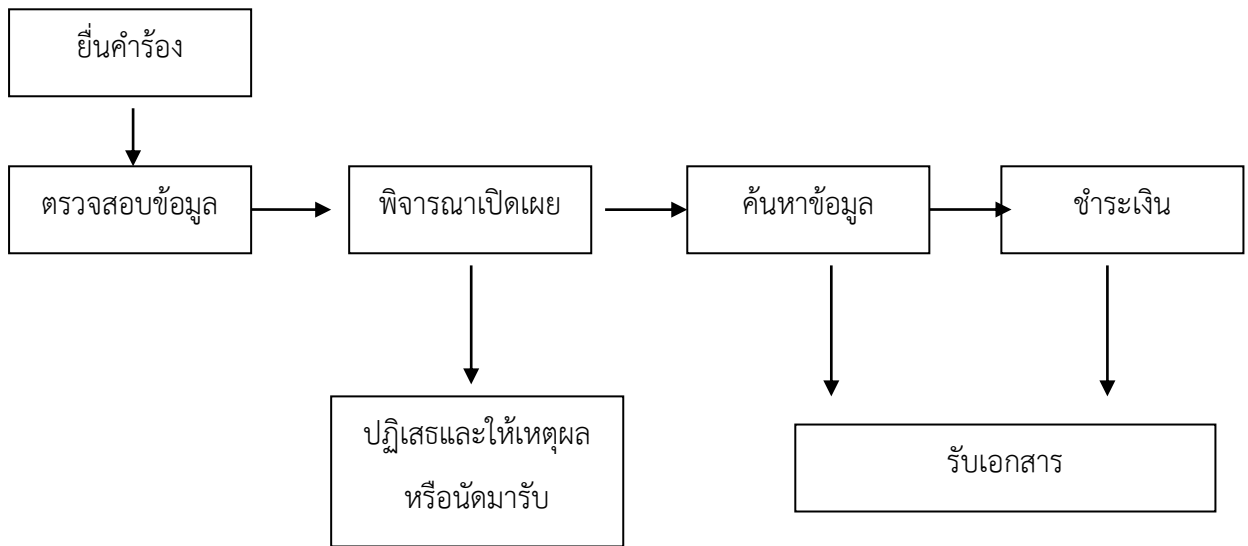 ยื่นคำร้อง
ตรวจสอบข้อมูล
พิจารณาเปิดเผย
ค้นหาข้อมูล
ชำระเงิน
ปฏิเสธและให้เหตุผล
หรือนัดมารับ
รับเอกสาร